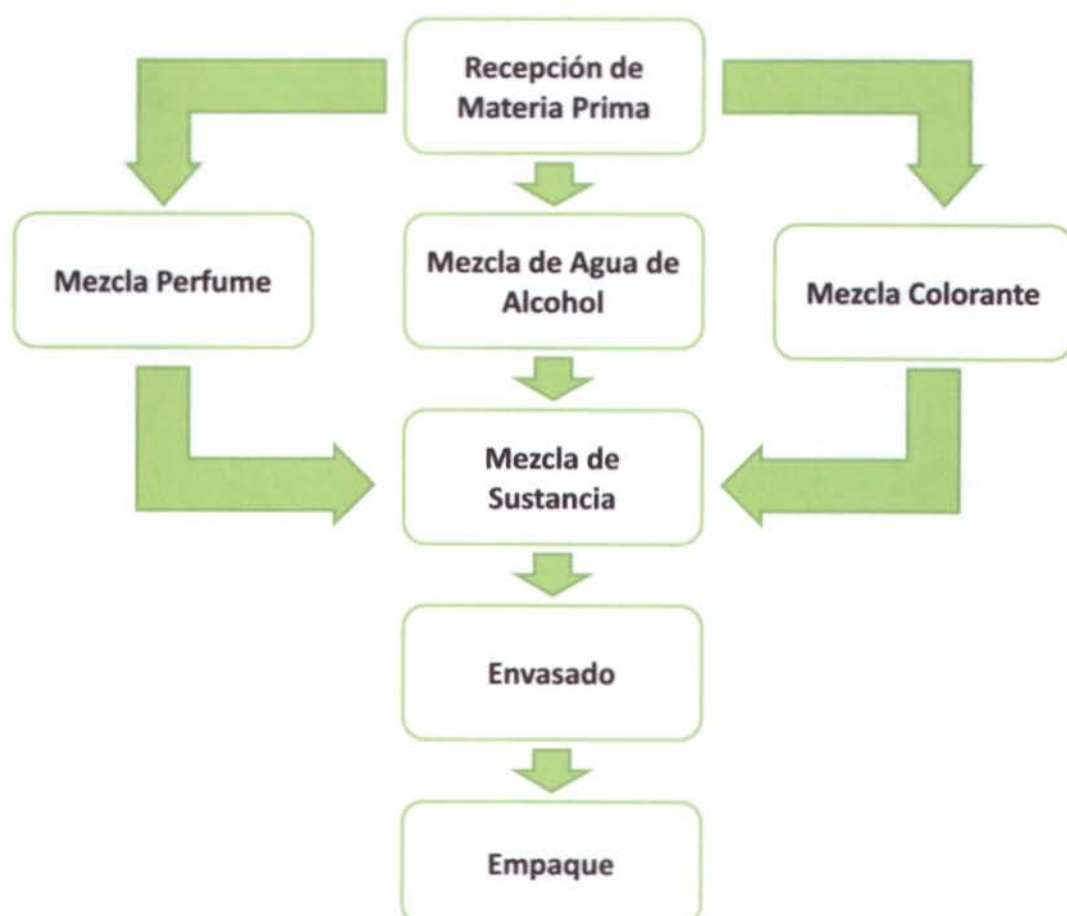 Recepción de
Materia Prima
Mezcla Perfume
Mezcla de Agua de
Alcohol
Mezcla Colorante
Mezcla de
Sustancia
Envasado
Empaque